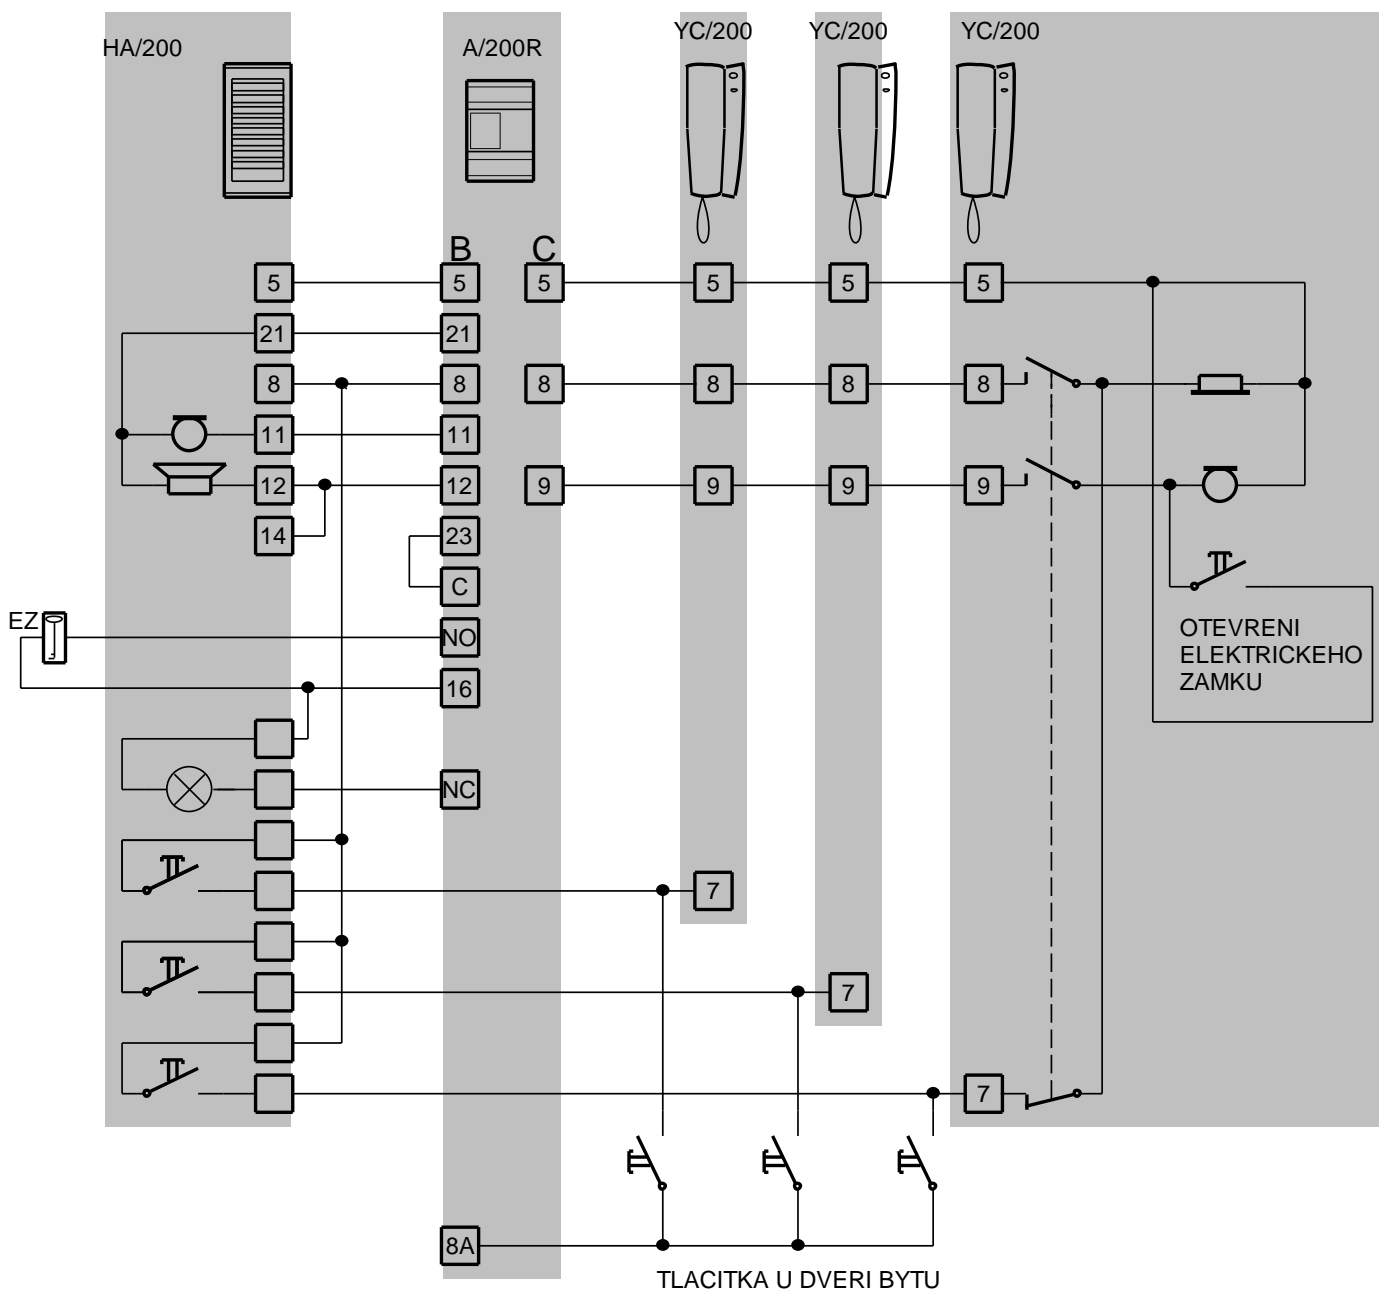 HA/200 A/200R YC/200 YC/200 YC/200
B C
5 5 5 5 5 5
21 21
8 8 8 8 8 8
11 11
12 12 9 9 9 9
14 23
C
EZ NO
OTEVRENI
ELEKTRICKEHO
ZAMKU
16
NC
7
7
7
8A
TLACITKA U DVERI BYTU